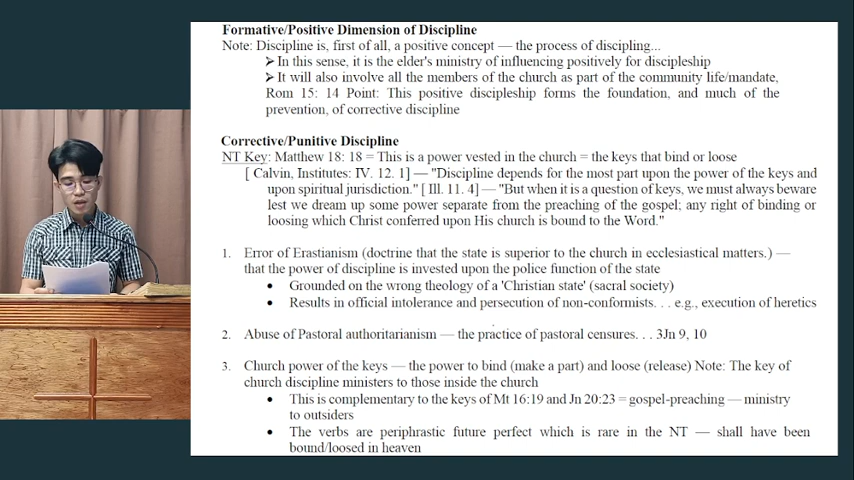 Formative/Positive Dimension of Discipline
Note: Discipline is, first of all, a positive concept — the process of discipling...
➢In this sense, it is the elder's ministry of influencing positively for discipleship
➢It will also involve all the members of the church as part of the community life/mandate,
Rom 15: 14 Point: This positive discipleship forms the foundation, and much of the
prevention, of corrective discipline
Corrective/Punitive Discipline
NT Key: Matthew 18: 18 = This is a power vested in the church = the keys that bind or loose
[ Calvin, Institutes: IV. 12. 1] — "Discipline depends for the most part upon the power of the keys and
upon spiritual jurisdiction." [ Ill. 11. 4] — "But when it is a question of keys, we must always beware
lest we dream up some power separate from the preaching of the gospel; any right of binding or
loosing which Christ conferred upon His church is bound to the Word."
1. Error of Erastianism (doctrine that the state is superior to the church in ecclesiastical matters.) —
that the power of discipline is invested upon the police function of the state
• Grounded on the wrong theology of a 'Christian state' (sacral society)
• Results in official intolerance and persecution of non-conformists. . . e.g., execution of heretics
2. Abuse of Pastoral authoritarianism — the practice of pastoral censures. . . 3Jn 9, 10
3. Church power of the keys — the power to bind (make a part) and loose (release) Note: The key of
church discipline ministers to those inside the church
• This is complementary to the keys of Mt 16:19 and Jn 20:23 = gospel-preaching — ministry
to outsiders
• The verbs are periphrastic future perfect which is rare in the NT — shall have been
bound/loosed in heaven